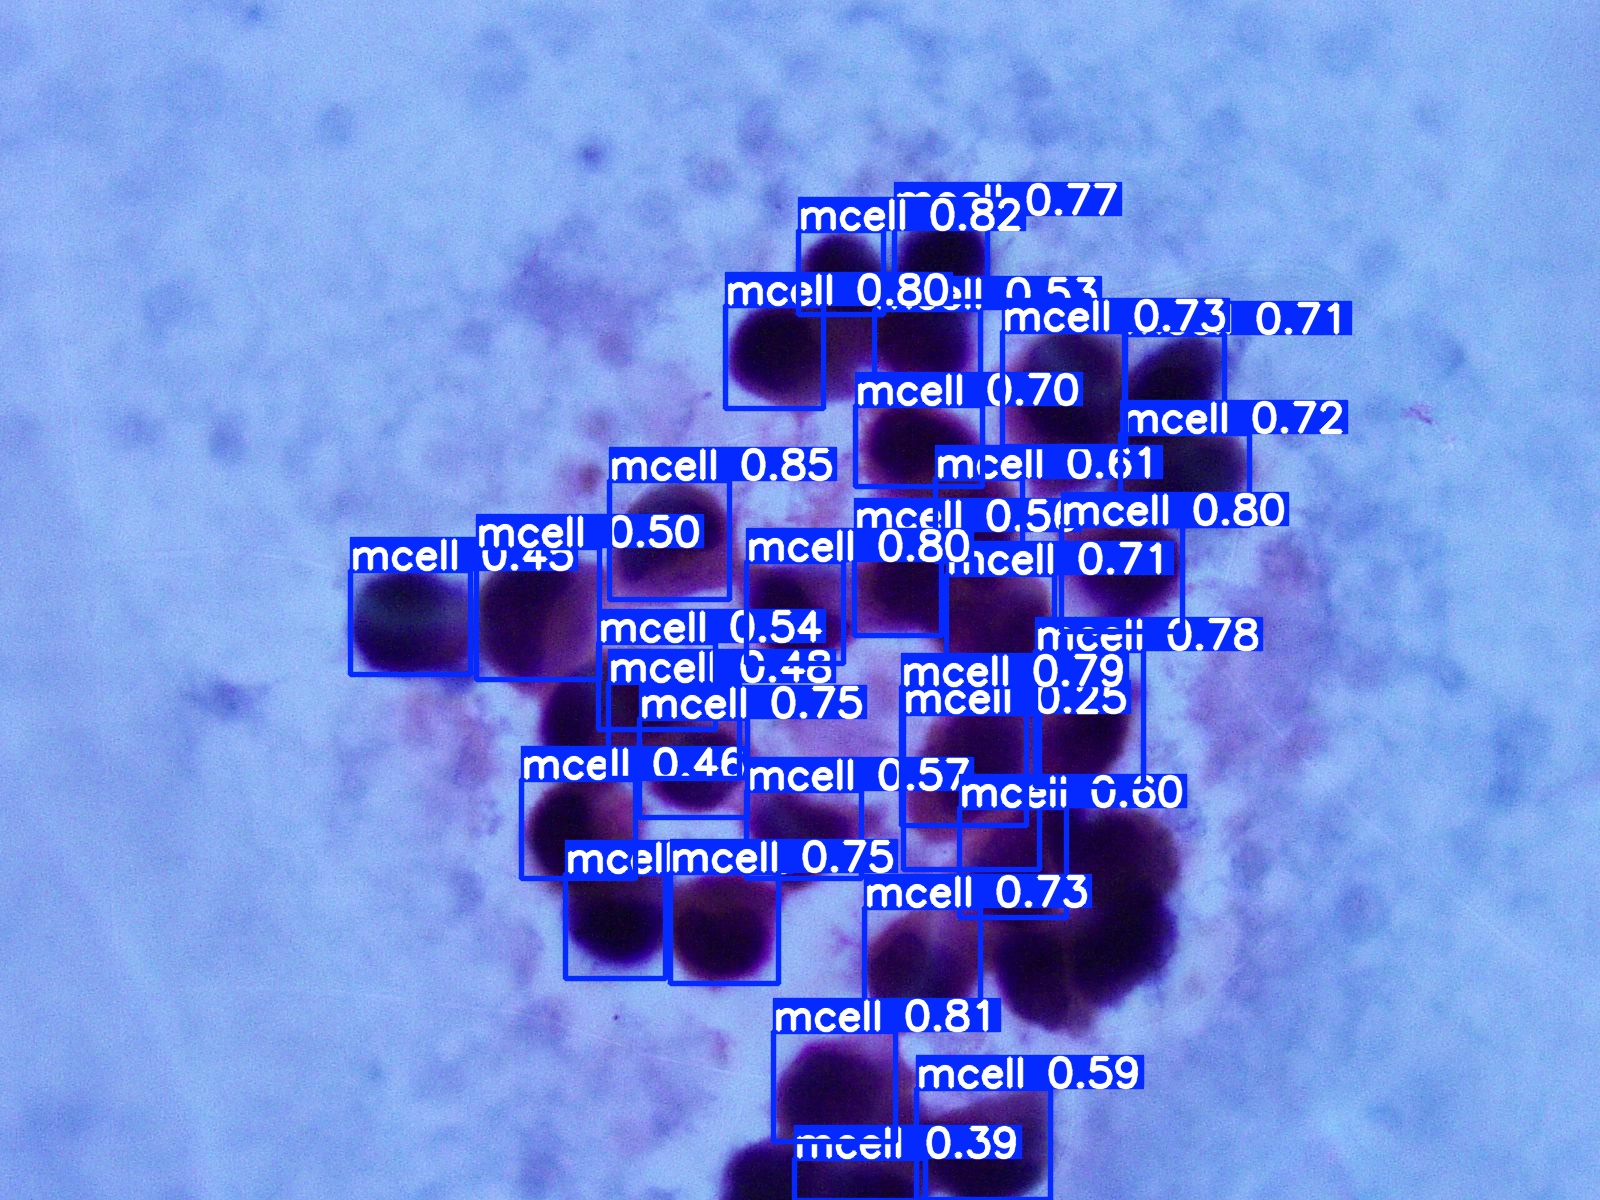 0.77
mcell 0.82
mcell 0.80
0.53
mcell 0.73
0.71
mcell 0.70
mcell 0.72
mcell 0.85
mcell 0.61
mcell
mcell 0.80
mcell 0.50
mcell 0.80
mcell 0.45
mcell 0.71
mcell 0.54
mcell 0.78
mcell 0.48
mcell 0.79
mcell 0.75
mcell 0.25
mcell 0.46
mcell 0.57
mcell 0.60
mcell
mcell 0.75
mcell 0.73
mcell 0.81
mcell 0.59
mcell 0.39